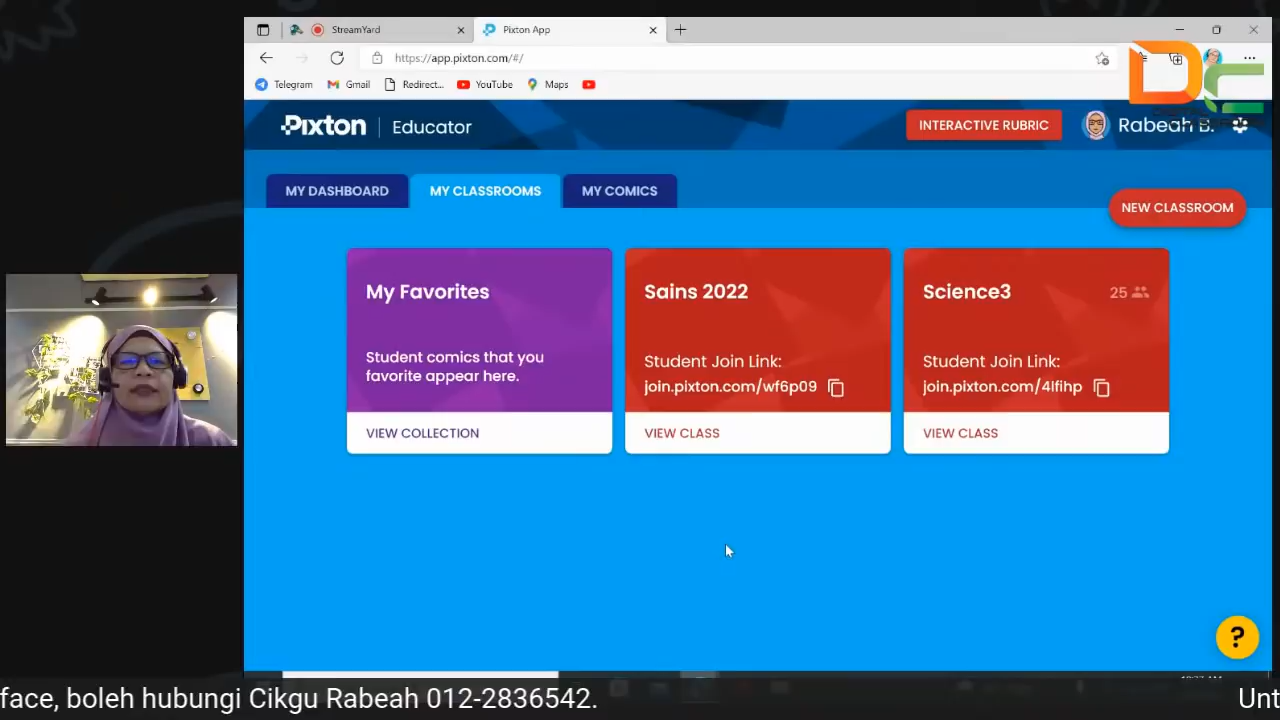 StreamYard
Pixton App
https://app.pixton.com/#/
Telegram
Gmail
Redirect...
YouTube
Maps
Pixton
Educator
INTERACTIVE RUBRIC
Rabeah B.
MY DASHBOARD
MY CLASSROOMS
MY COMICS
NEW CLASSROOM
My Favorites
Student comics that you
favorite appear here.
VIEW COLLECTION
Sains 2022
Student Join Link:
join.pixton.com/wf6p09
VIEW CLASS
Science3
25
Student Join Link:
join.pixton.com/4lfihp
VIEW CLASS
?
face, boleh hubungi Cikgu Rabeah 012-2836542.
Unt